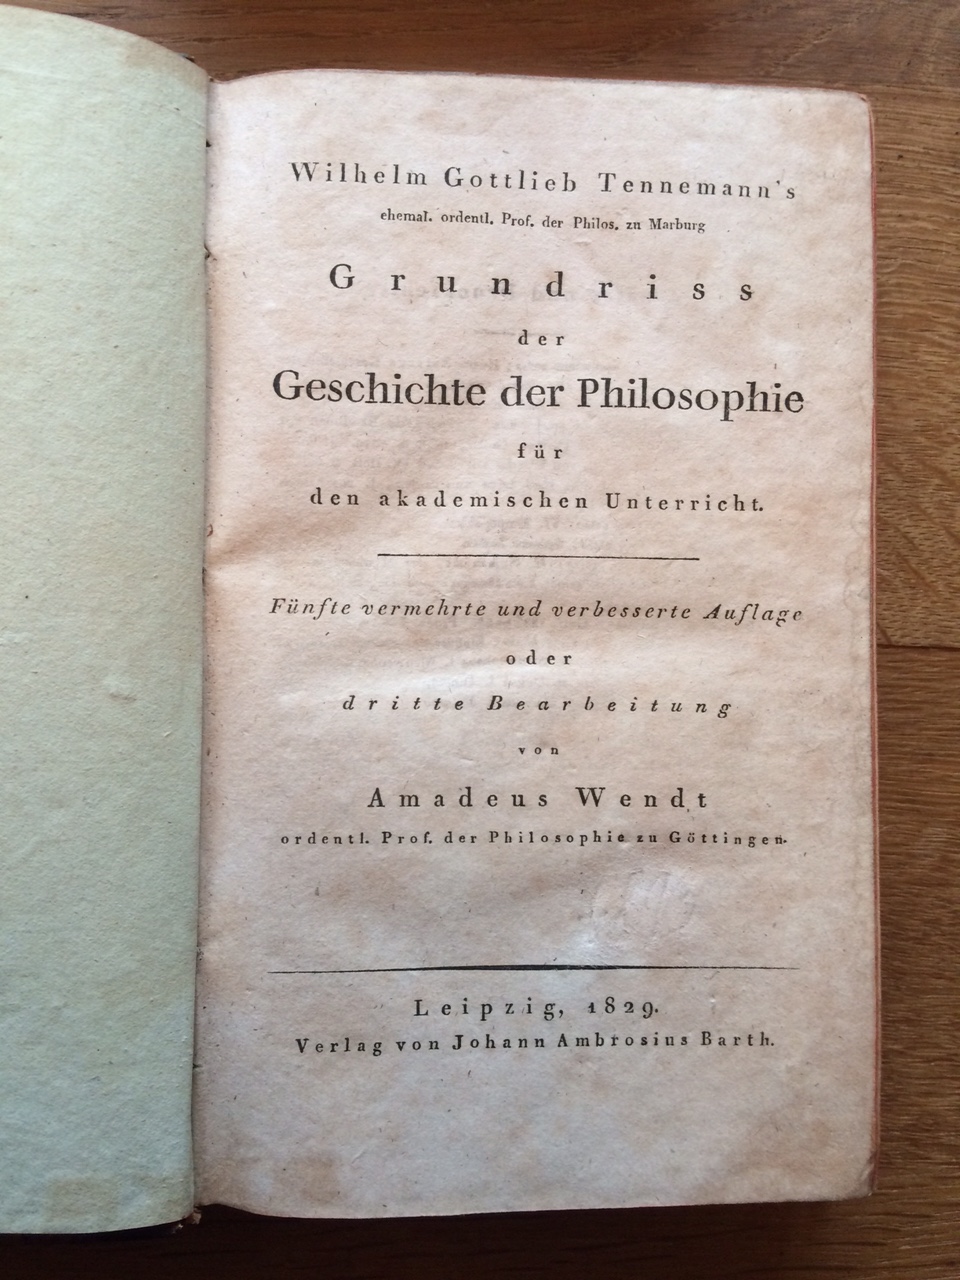 Wilhelm Gottlieb Tennemann's
ehemal. ordentl. Prof. der Philos. zu Marburg
Grundriss
der
Geschichte der Philosophie
für
den akademischen Unterricht.
Fünfte vermehrte und verbesserte Auflage
oder
dritte Bearbeitung
von
Amadeus Wendt
ordentl. Prof. der Philosophie zu Göttingen.
Leipzig, 1829.
Verlag von Johann Ambrosius Barth.